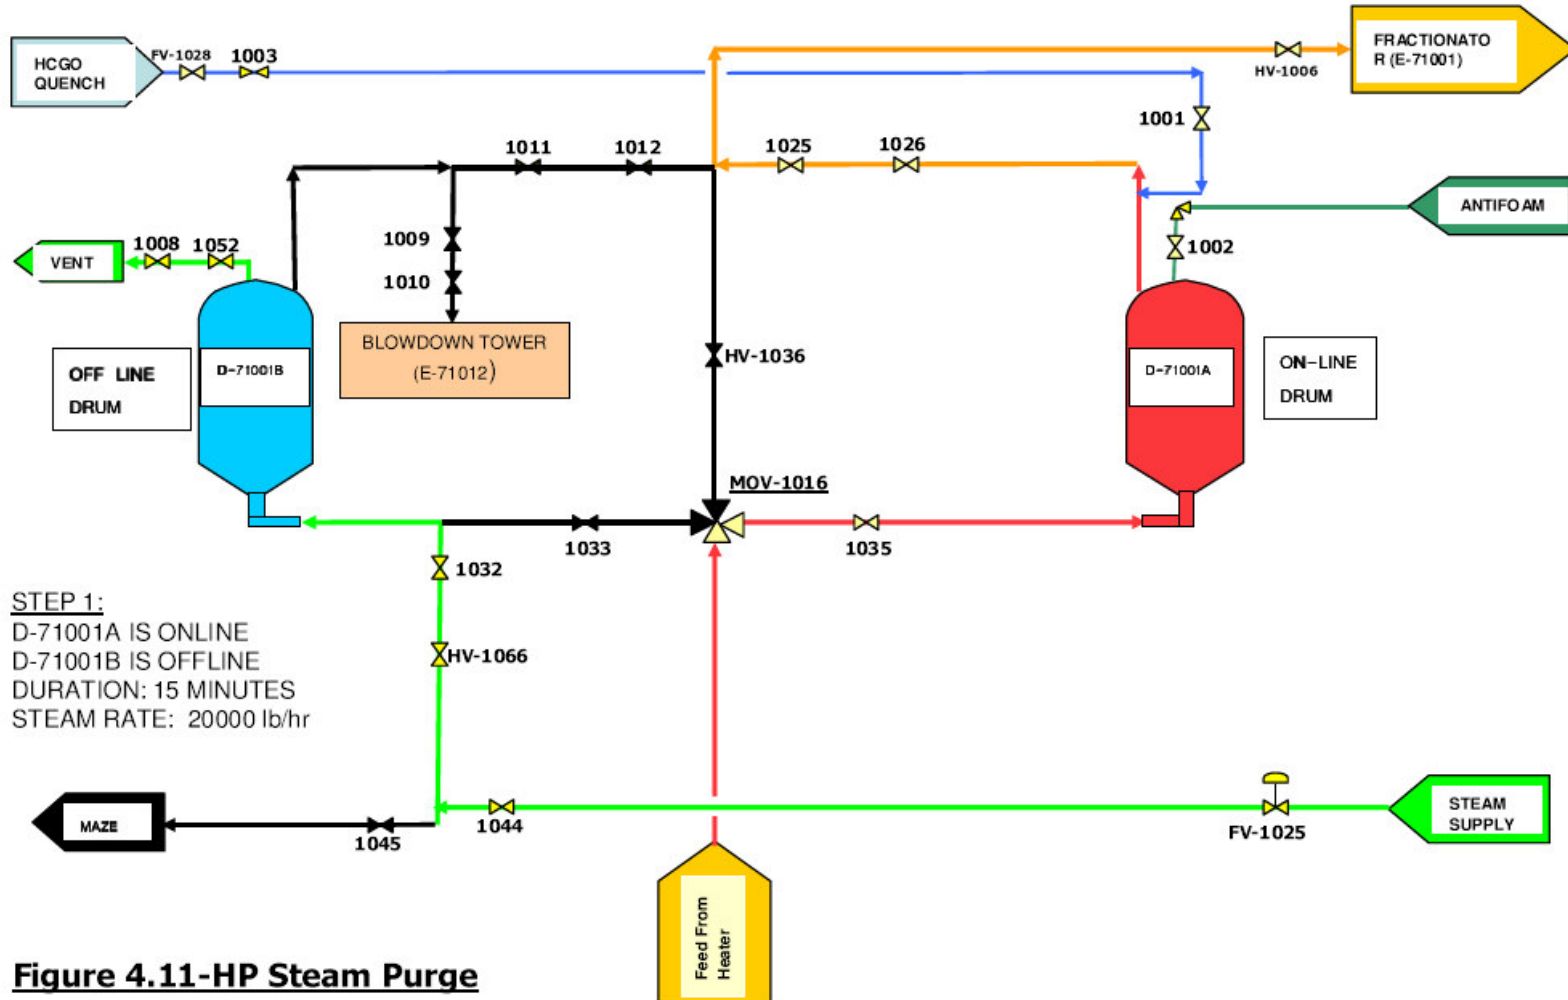 HCGO
QUENCH
FV-1028
1003
HV-1006
FRACTIONATO
R (E-71001)
1001
1011
1012
1025
1026
ANTIFOAM
1002
1009
1010
VENT
1008
1052
BLOWDOWN TOWER
(E-71012)
HV-1036
OFF LINE
DRUM
D-71001B
D-71001A
ON-LINE
DRUM
MOV-1016
1033
1035
1032
HV-1066
STEP 1:
D-71001A IS ONLINE
D-71001B IS OFFLINE
DURATION: 15 MINUTES
STEAM RATE: 20000 lb/hr
MAZE
1045
1044
FV-1025
STEAM
SUPPLY
Feed From
Heater
Figure 4.11-HP Steam Purge